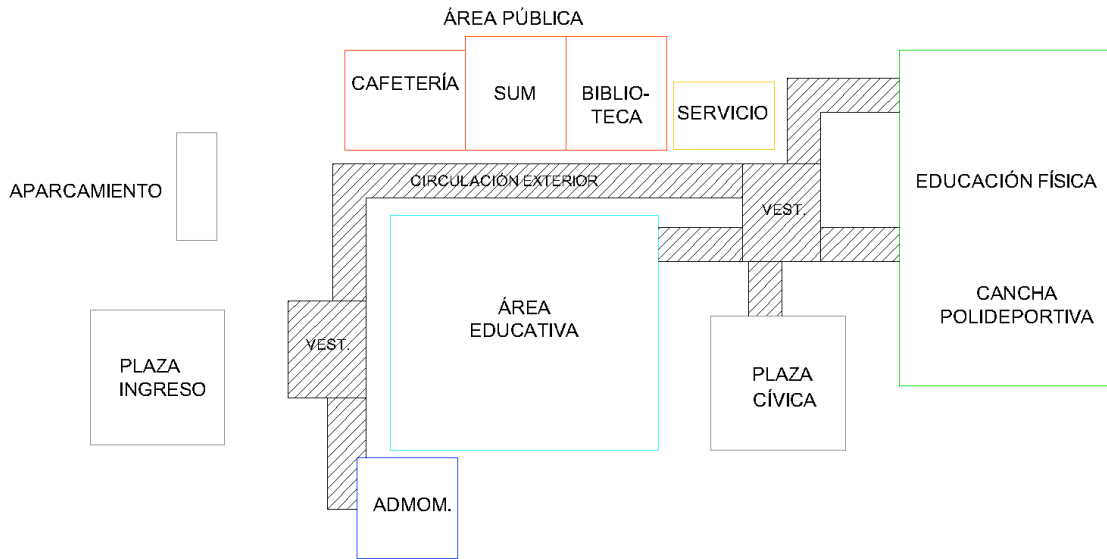 ÁREA PÚBLICA
CAFETERÍA
SUM
BIBLIO-
TECA
SERVICIO
APARCAMIENTO
CIRCULACIÓN EXTERIOR
VEST.
EDUCACIÓN FÍSICA
CANCHA
POLIDEPORTIVA
ÁREA
EDUCATIVA
VEST.
PLAZA
INGRESO
PLAZA
CÍVICA
ADMOM.